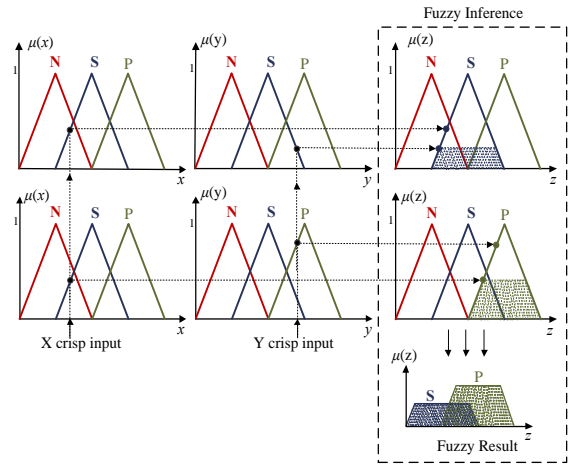 Fuzzy Inference
μ(x)
μ(y)
μ(z)
N S P
N S P
N S P
1
1
1
x
y
z
μ(x)
μ(y)
μ(z)
N S P
N S P
N S P
1
1
1
x
y
z
X crisp input
Y crisp input
μ(z)
P
S
z
Fuzzy Result